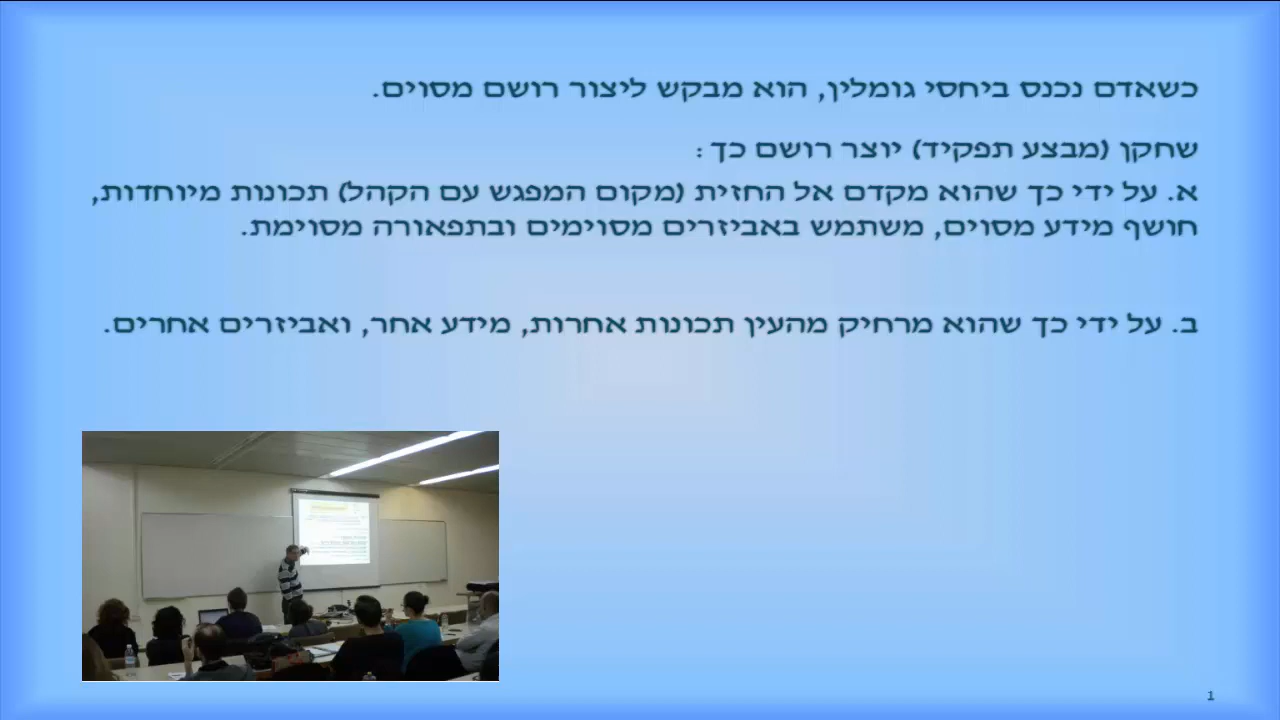 כשאדם נכנס ביחסי גומלין, הוא מבקש ליצור רושם מסוים.
שחקן (מבצע תפקיד) יוצר רושם כך :
א. על ידי כך שהוא מקדם אל החזית (מקום המפגש עם הקהל) תכונות מיוחדות,
חושף מידע מסוים, משתמש באביזרים מסוימים ובתפאורה מסוימת.
ב. על ידי כך שהוא מרחיק מהעין תכונות אחרות, מידע אחר, ואביזרים אחרים.
1